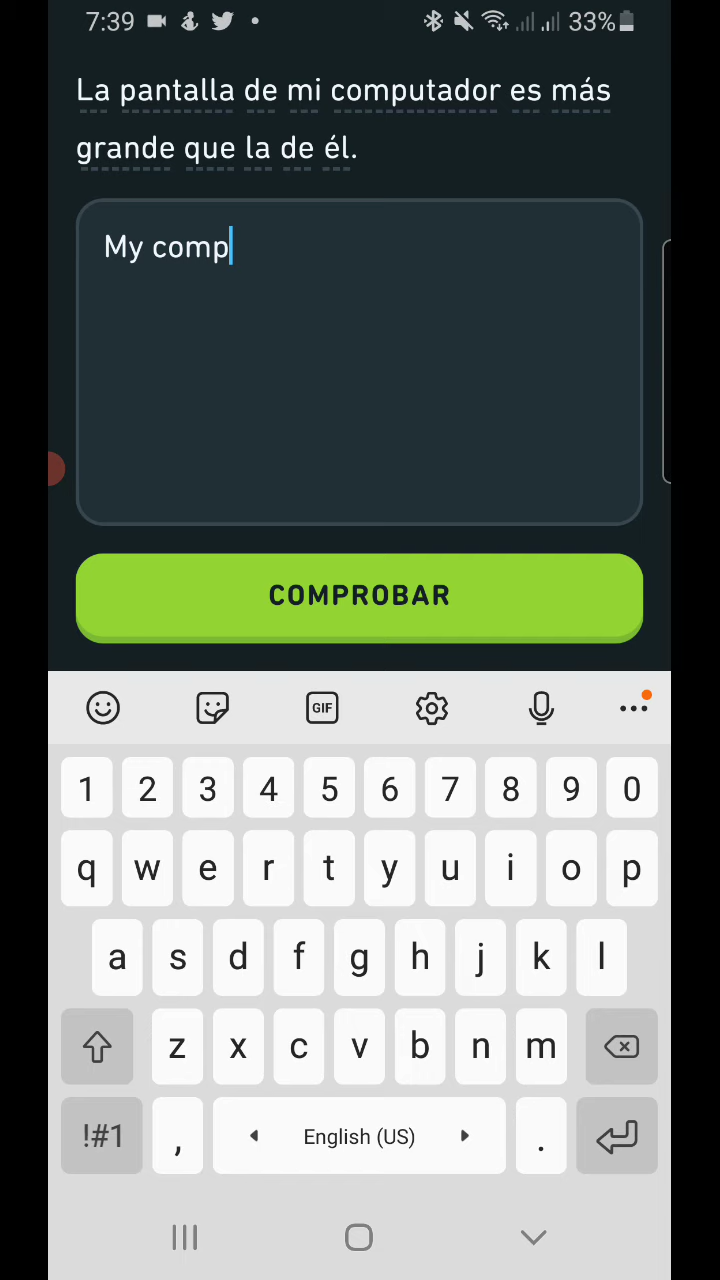 7:39 33%
La pantalla de mi computador es más
grande que la de él.
My comp
COMPROBAR
GIF
1 2 3 4 5 6 7 8 9 0
q w e r t y u i o p
a s d f g h j k l
z x c v b n m
!#1 , English (US) .